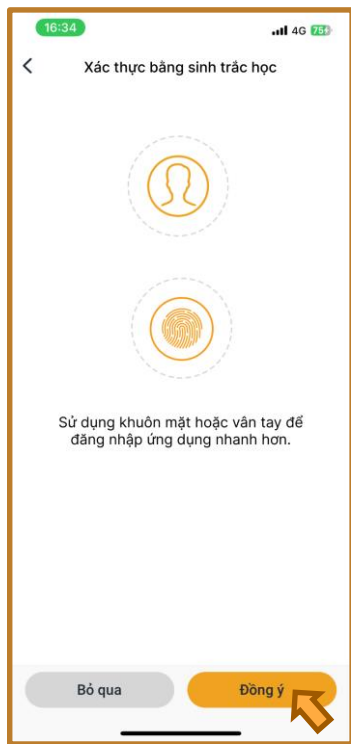 16:34
4G 75
Xác thực bằng sinh trắc học
Sử dụng khuôn mặt hoặc vân tay để
đăng nhập ứng dụng nhanh hơn.
Bỏ qua
Đồng ý